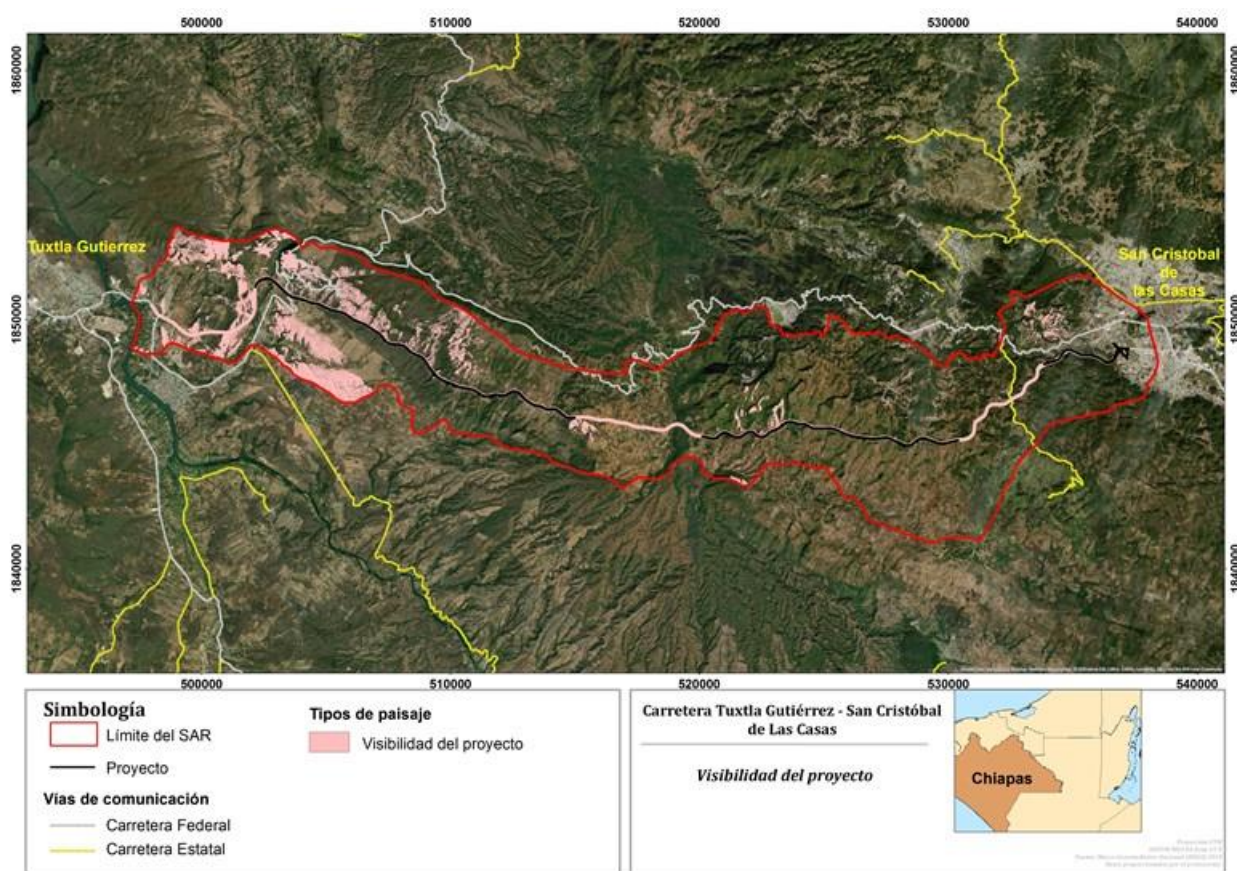 500000 510000 520000 530000 540000
1860000
1860000
Tuxtla Gutierrez
San Cristobal
de
las Casas
1850000
1850000
1840000
1840000
500000 510000 520000 530000 540000
Simbología
Límite del SAR
Proyecto
Vías de comunicación
Carretera Federal
Carretera Estatal
Tipos de paisaje
Visibilidad del proyecto
Carretera Tuxtla Gutiérrez - San Cristóbal
de Las Casas
Visibilidad del proyecto
Chiapas